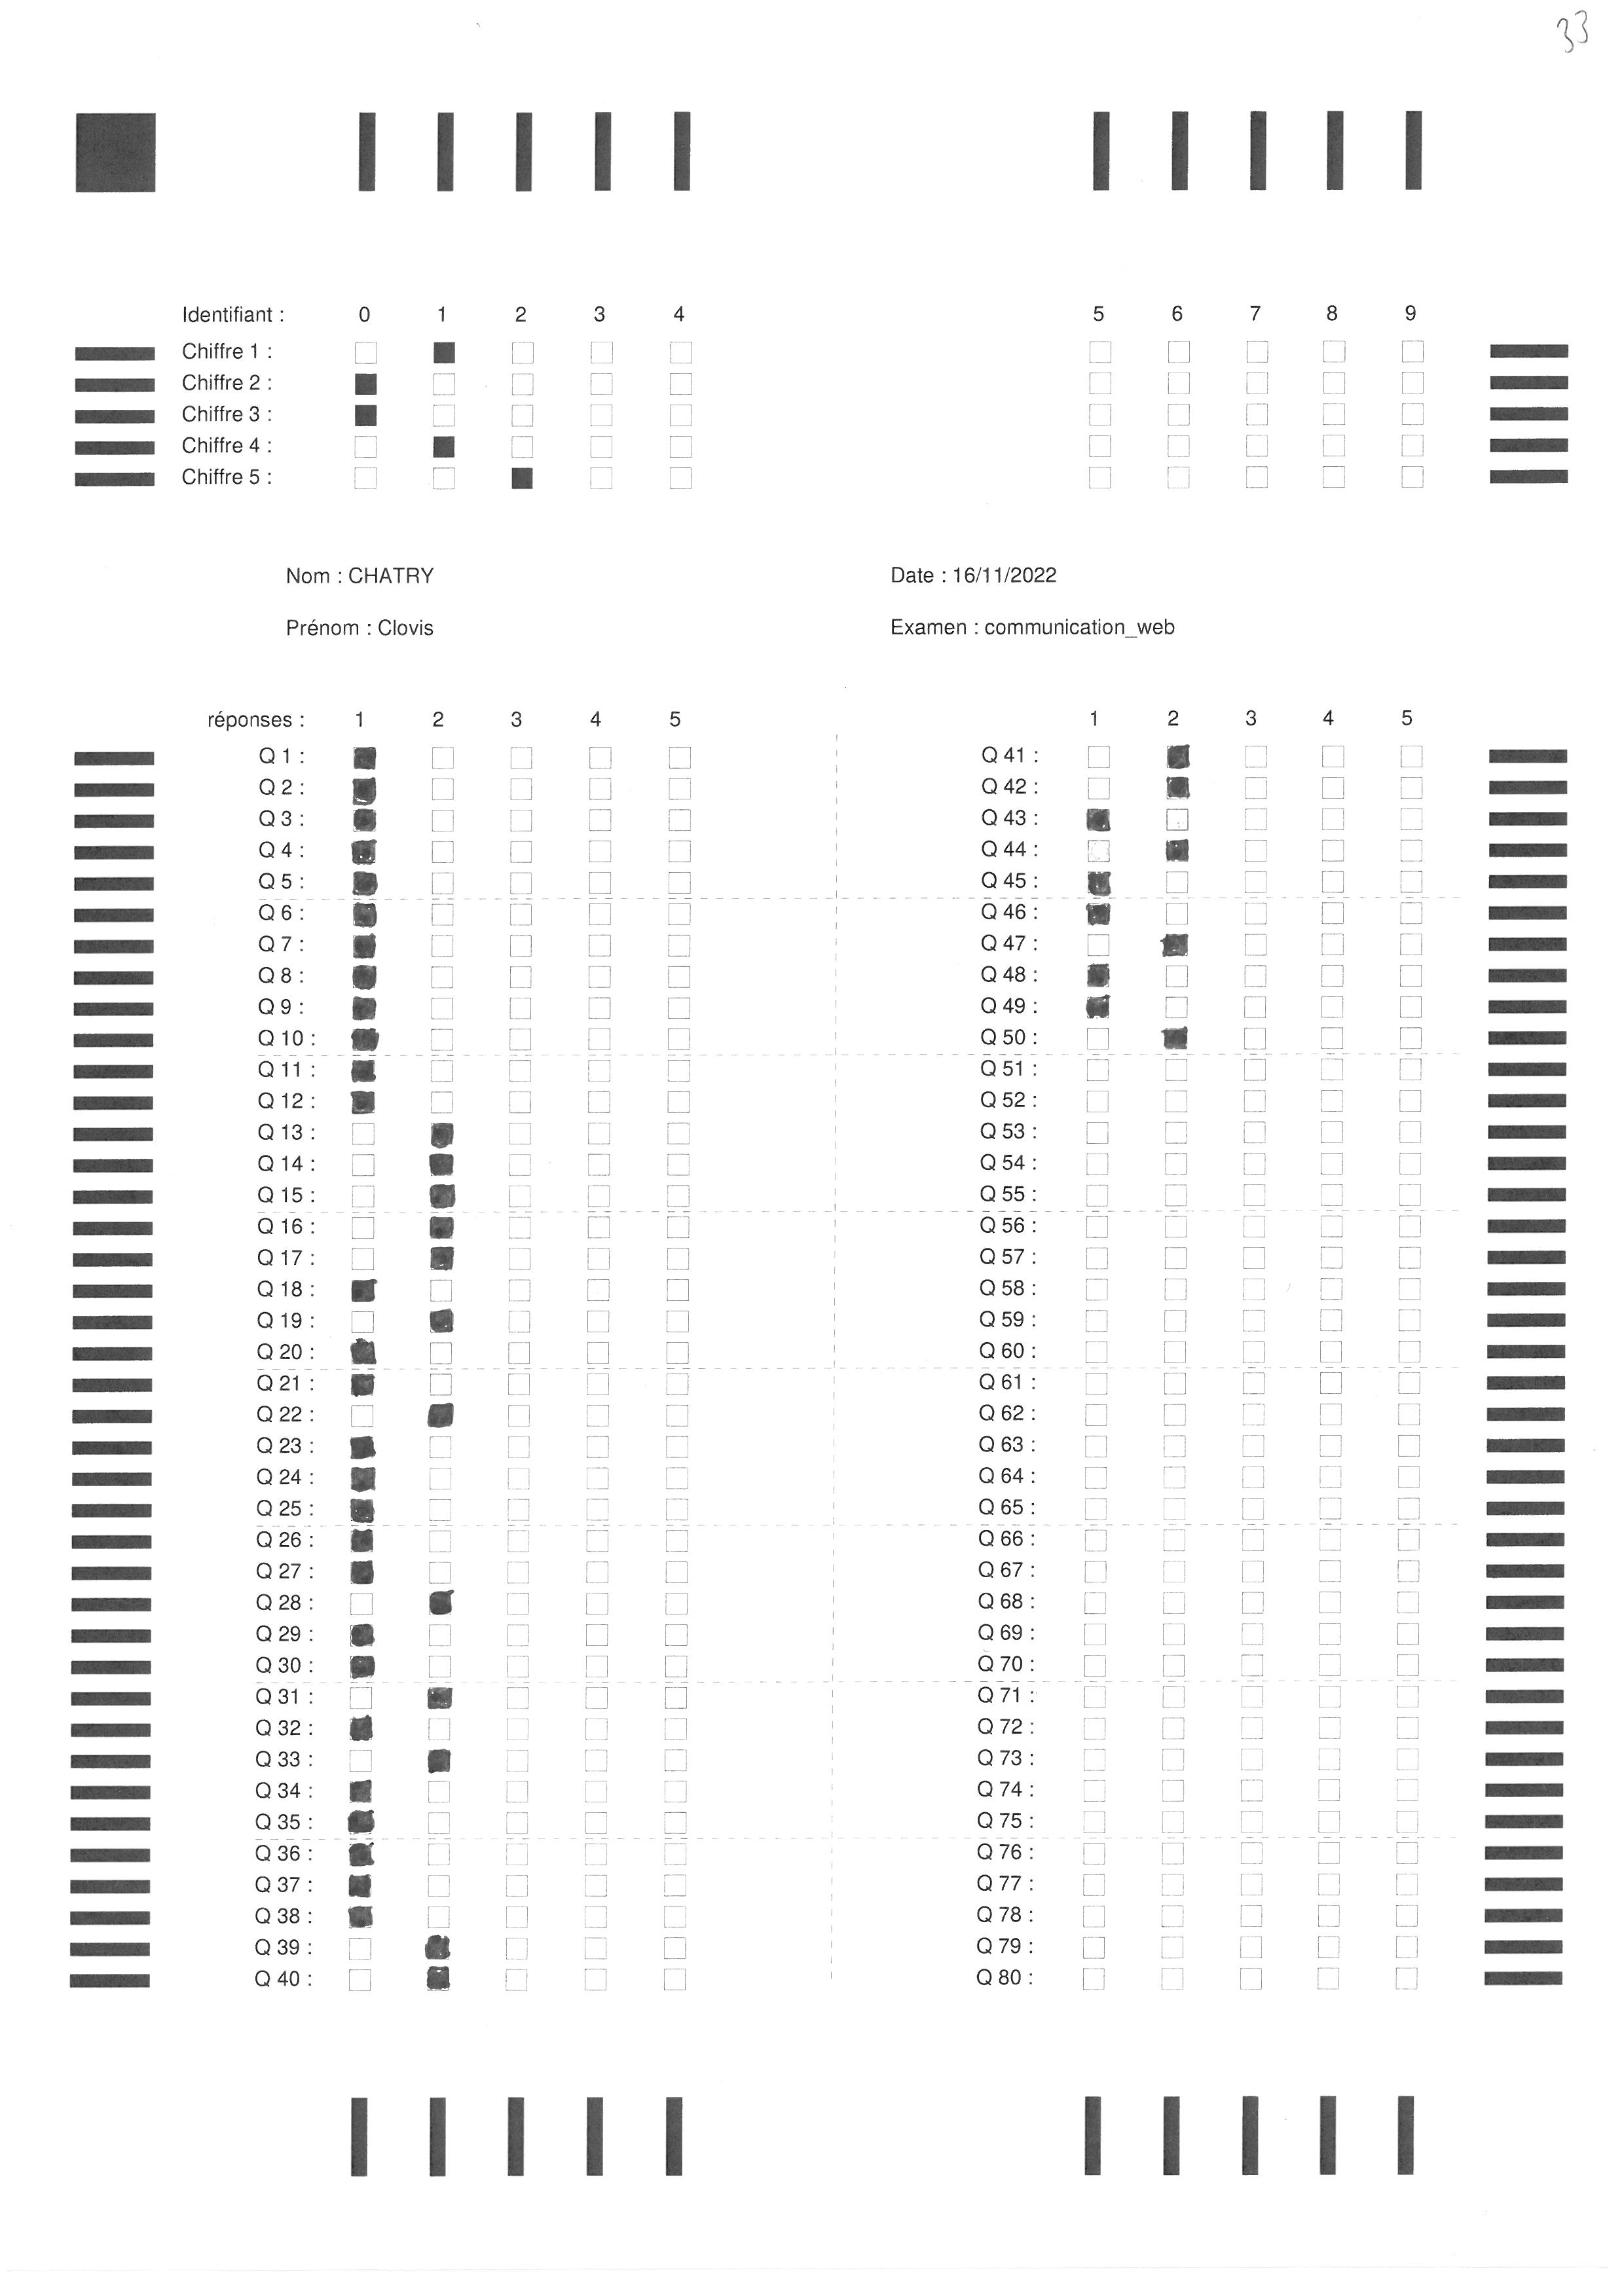 33
Identifiant : 0 1 2 3 4 5 6 7 8 9
Chiffre 1 :
Chiffre 2 :
Chiffre 3 :
Chiffre 4 :
Chiffre 5 :
Nom : CHATRY Date : 16/11/2022
Prénom : Clovis Examen : communication_web
réponses : 1 2 3 4 5 1 2 3 4 5
Q 1 : Q 41 :
Q 2 : Q 42 :
Q 3 : Q 43 :
Q 4 : Q 44 :
Q 5 : Q 45 :
Q 6 : Q 46 :
Q 7 : Q 47 :
Q 8 : Q 48 :
Q 9 : Q 49 :
Q 10 : Q 50 :
Q 11 : Q 51 :
Q 12 : Q 52 :
Q 13 : Q 53 :
Q 14 : Q 54 :
Q 15 : Q 55 :
Q 16 : Q 56 :
Q 17 : Q 57 :
Q 18 : Q 58 :
Q 19 : Q 59 :
Q 20 : Q 60 :
Q 21 : Q 61 :
Q 22 : Q 62 :
Q 23 : Q 63 :
Q 24 : Q 64 :
Q 25 : Q 65 :
Q 26 : Q 66 :
Q 27 : Q 67 :
Q 28 : Q 68 :
Q 29 : Q 69 :
Q 30 : Q 70 :
Q 31 : Q 71 :
Q 32 : Q 72 :
Q 33 : Q 73 :
Q 34 : Q 74 :
Q 35 : Q 75 :
Q 36 : Q 76 :
Q 37 : Q 77 :
Q 38 : Q 78 :
Q 39 : Q 79 :
Q 40 : Q 80 :